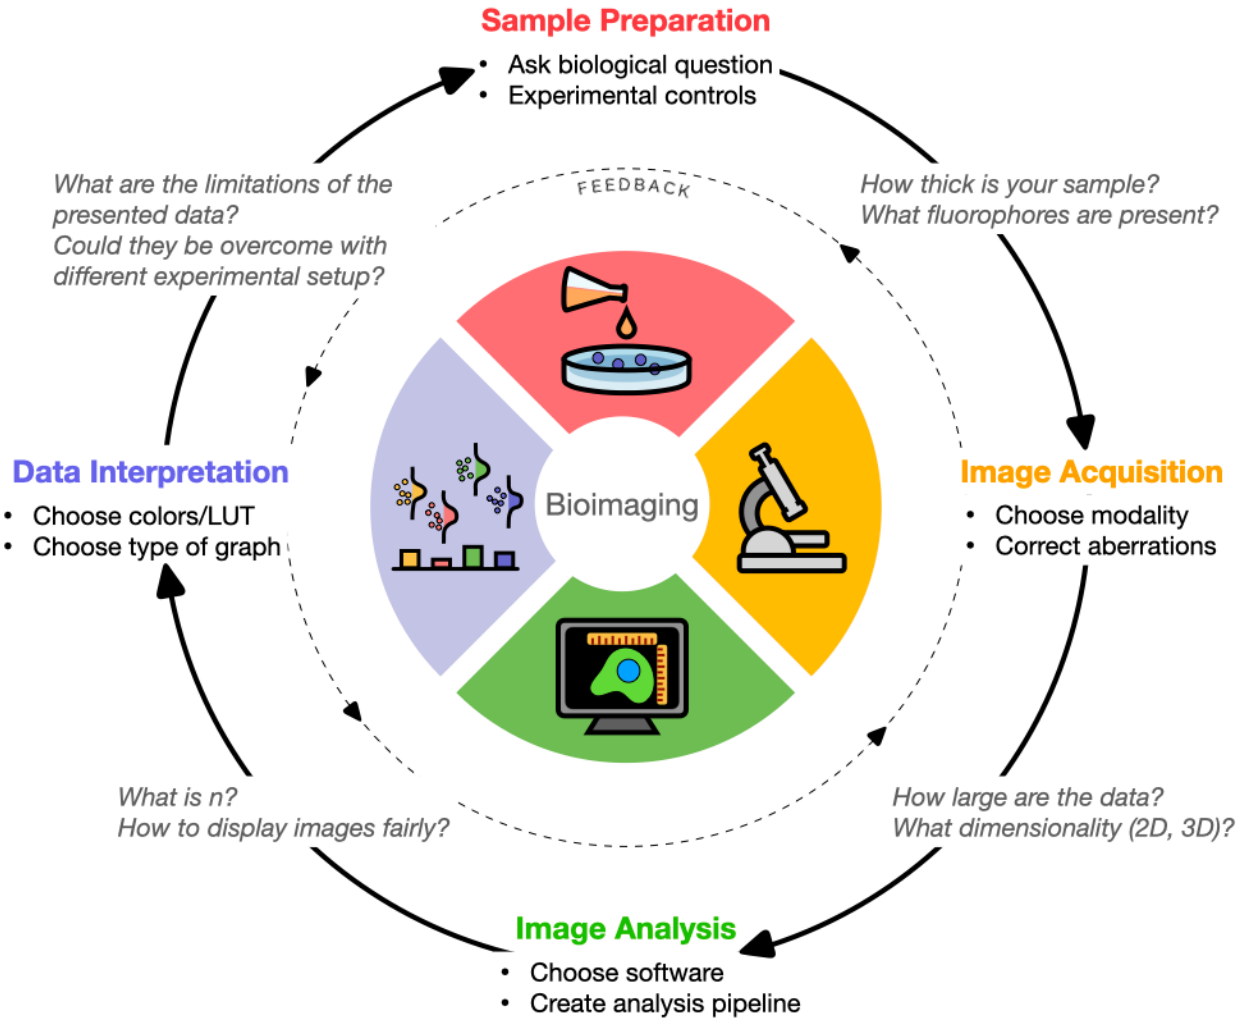 Sample Preparation
• Ask biological question
• Experimental controls
What are the limitations of the
presented data?
Could they be overcome with
different experimental setup?
FEEDBACK
How thick is your sample?
What fluorophores are present?
Data Interpretation
• Choose colors/LUT
• Choose type of graph
Bioimaging
Image Acquisition
• Choose modality
• Correct aberrations
What is n?
How to display images fairly?
How large are the data?
What dimensionality (2D, 3D)?
Image Analysis
• Choose software
• Create analysis pipeline